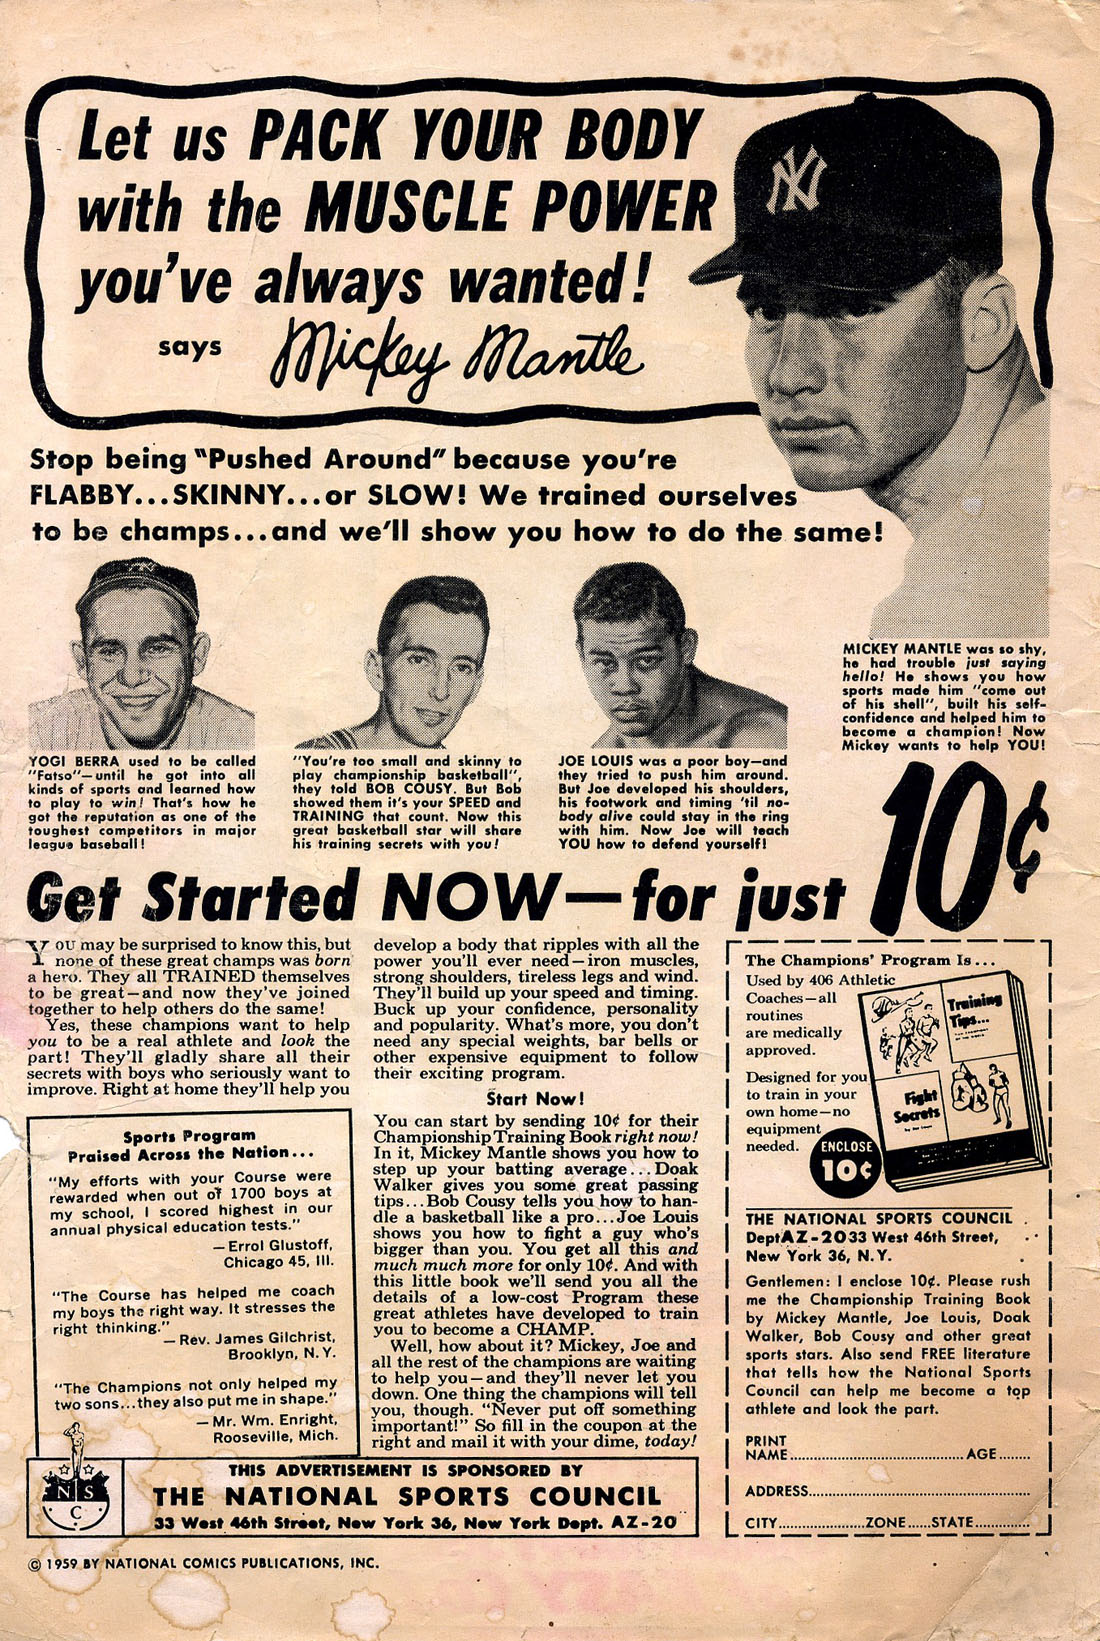 Let us PACK YOUR BODY
with the MUSCLE POWER
you've always wanted!
says Mickey Mantle
NY
Stop being "Pushed Around" because you're
FLABBY...SKINNY...or SLOW! We trained ourselves
to be champs...and we'll show you how to do the same!
MICKEY MANTLE was so shy,
he had trouble just saying
hello! He shows you how
sports made him "come out
of his shell", built his self-
confidence and helped him to
become a champion! Now
Mickey wants to help YOU!
YOGI BERRA used to be called
"Fatso"—until he got into all
kinds of sports and learned how
to play to win! That's how he
got the reputation as one of the
toughest competitors in major
league baseball!
"You're too small and skinny to
play championship basketball",
they told BOB COUSY. But Bob
showed them it's your SPEED and
TRAINING that count. Now this
great basketball star will share
his training secrets with you!
JOE LOUIS was a poor boy—and
they tried to push him around.
But Joe developed his shoulders,
his footwork and timing 'til no-
body alive could stay in the ring
with him. Now Joe will teach
YOU how to defend yourself!
Get Started NOW—for just 10¢
You may be surprised to know this, but
none of these great champs was born
a hero. They all TRAINED themselves
to be great—and now they've joined
together to help others do the same!
Yes, these champions want to help
you to be a real athlete and look the
part! They'll gladly share all their
secrets with boys who seriously want to
improve. Right at home they'll help you
Sports Program
Praised Across the Nation...
"My efforts with your Course were
rewarded when out of 1700 boys at
my school, I scored highest in our
annual physical education tests."
—Errol Glustoff,
Chicago 45, Ill.
"The Course has helped me coach
my boys the right way. It stresses the
right thinking."
—Rev. James Gilchrist,
Brooklyn, N.Y.
"The Champions not only helped my
two sons...they also put me in shape."
—Mr. Wm. Enright,
Rooseville, Mich.
develop a body that ripples with all the
power you'll ever need—iron muscles,
strong shoulders, tireless legs and wind.
They'll build up your speed and timing.
Buck up your confidence, personality
and popularity. What's more, you don't
need any special weights, bar bells or
other expensive equipment to follow
their exciting program.
Start Now!
You can start by sending 10¢ for their
Championship Training Book right now!
In it, Mickey Mantle shows you how to
step up your batting average...Doak
Walker gives you some great passing
tips...Bob Cousy tells you how to han-
dle a basketball like a pro...Joe Louis
shows you how to fight a guy who's
bigger than you. You get all this and
much much more for only 10¢. And with
this little book we'll send you all the
details of a low-cost Program these
great athletes have developed to train
you to become a CHAMP.
Well, how about it? Mickey, Joe and
all the rest of the champions are waiting
to help you—and they'll never let you
down. One thing the champions will tell
you, though. "Never put off something
important!" So fill in the coupon at the
right and mail it with your dime, today!
NSC
THIS ADVERTISEMENT IS SPONSORED BY
THE NATIONAL SPORTS COUNCIL
33 West 46th Street, New York 36, New York Dept. AZ-20
The Champions' Program Is...
Used by 406 Athletic
Coaches—all
routines
are medically
approved.
Designed for you
to train in your
own home—no
equipment
needed.
Training
Tips...
Fight
Secrets
ENCLOSE
10¢
THE NATIONAL SPORTS COUNCIL
Dept AZ-20 33 West 46th Street,
New York 36, N.Y.
Gentlemen: I enclose 10¢. Please rush
me the Championship Training Book
by Mickey Mantle, Joe Louis, Doak
Walker, Bob Cousy and other great
sports stars. Also send FREE literature
that tells how the National Sports
Council can help me become a top
athlete and look the part.
PRINT
NAME.................................... AGE.......
ADDRESS..............................................
CITY..................ZONE.....STATE...........
© 1959 BY NATIONAL COMICS PUBLICATIONS, INC.